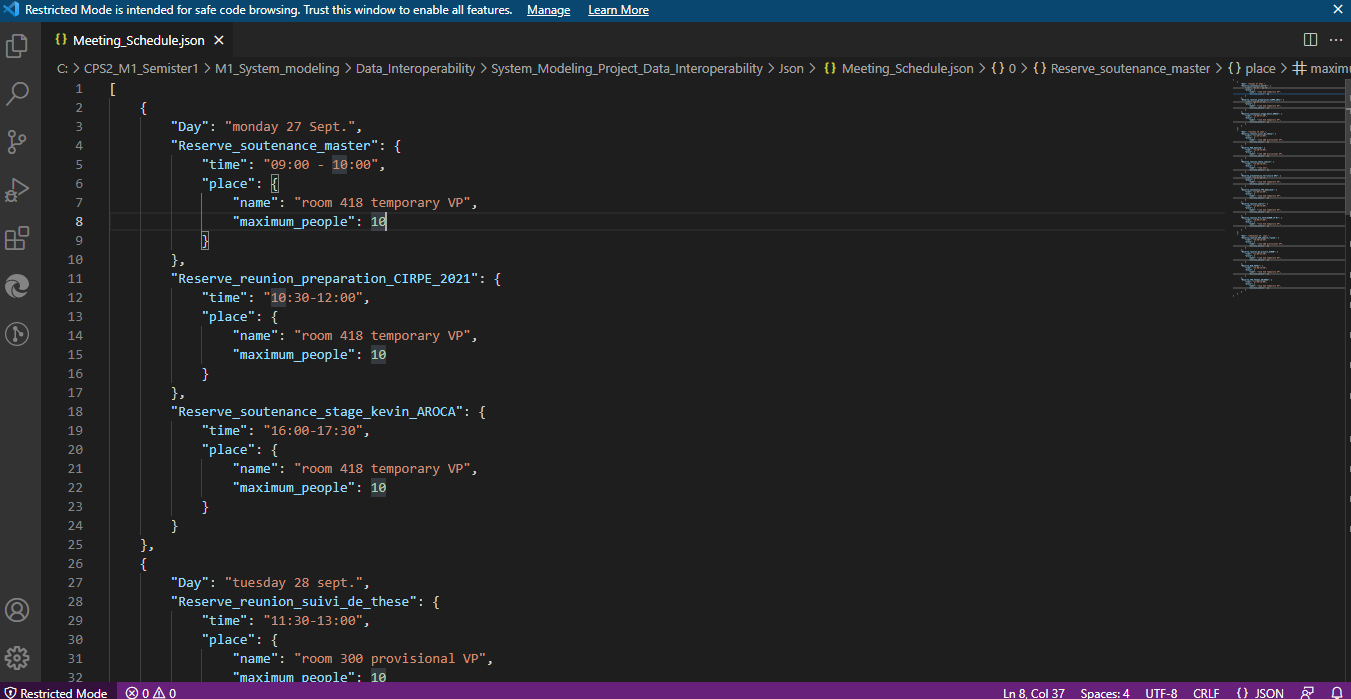 Restricted Mode is intended for safe code browsing. Trust this window to enable all features. Manage Learn More
{} Meeting_Schedule.json
C: > CPS2_M1_Semister1 > M1_System_modeling > Data_Interoperability > System_Modeling_Project_Data_Interoperability > Json > {} Meeting_Schedule.json > {} 0 > {} Reserve_soutenance_master > {} place > # maximu
1 [
2 {
3 "Day": "monday 27 Sept.",
4 "Reserve_soutenance_master": {
5 "time": "09:00 - 10:00",
6 "place": {
7 "name": "room 418 temporary VP",
8 "maximum_people": 10
9 }
10 },
11 "Reserve_reunion_preparation_CIRPE_2021": {
12 "time": "10:30-12:00",
13 "place": {
14 "name": "room 418 temporary VP",
15 "maximum_people": 10
16 }
17 },
18 "Reserve_soutenance_stage_kevin_AROCA": {
19 "time": "16:00-17:30",
20 "place": {
21 "name": "room 418 temporary VP",
22 "maximum_people": 10
23 }
24 }
25 },
26 {
27 "Day": "tuesday 28 sept.",
28 "Reserve_reunion_suivi_de_these": {
29 "time": "11:30-13:00",
30 "place": {
31 "name": "room 300 provisional VP",
32 "maximum_people": 10
Restricted Mode 0 0 Ln 8, Col 37 Spaces: 4 UTF-8 CRLF {} JSON